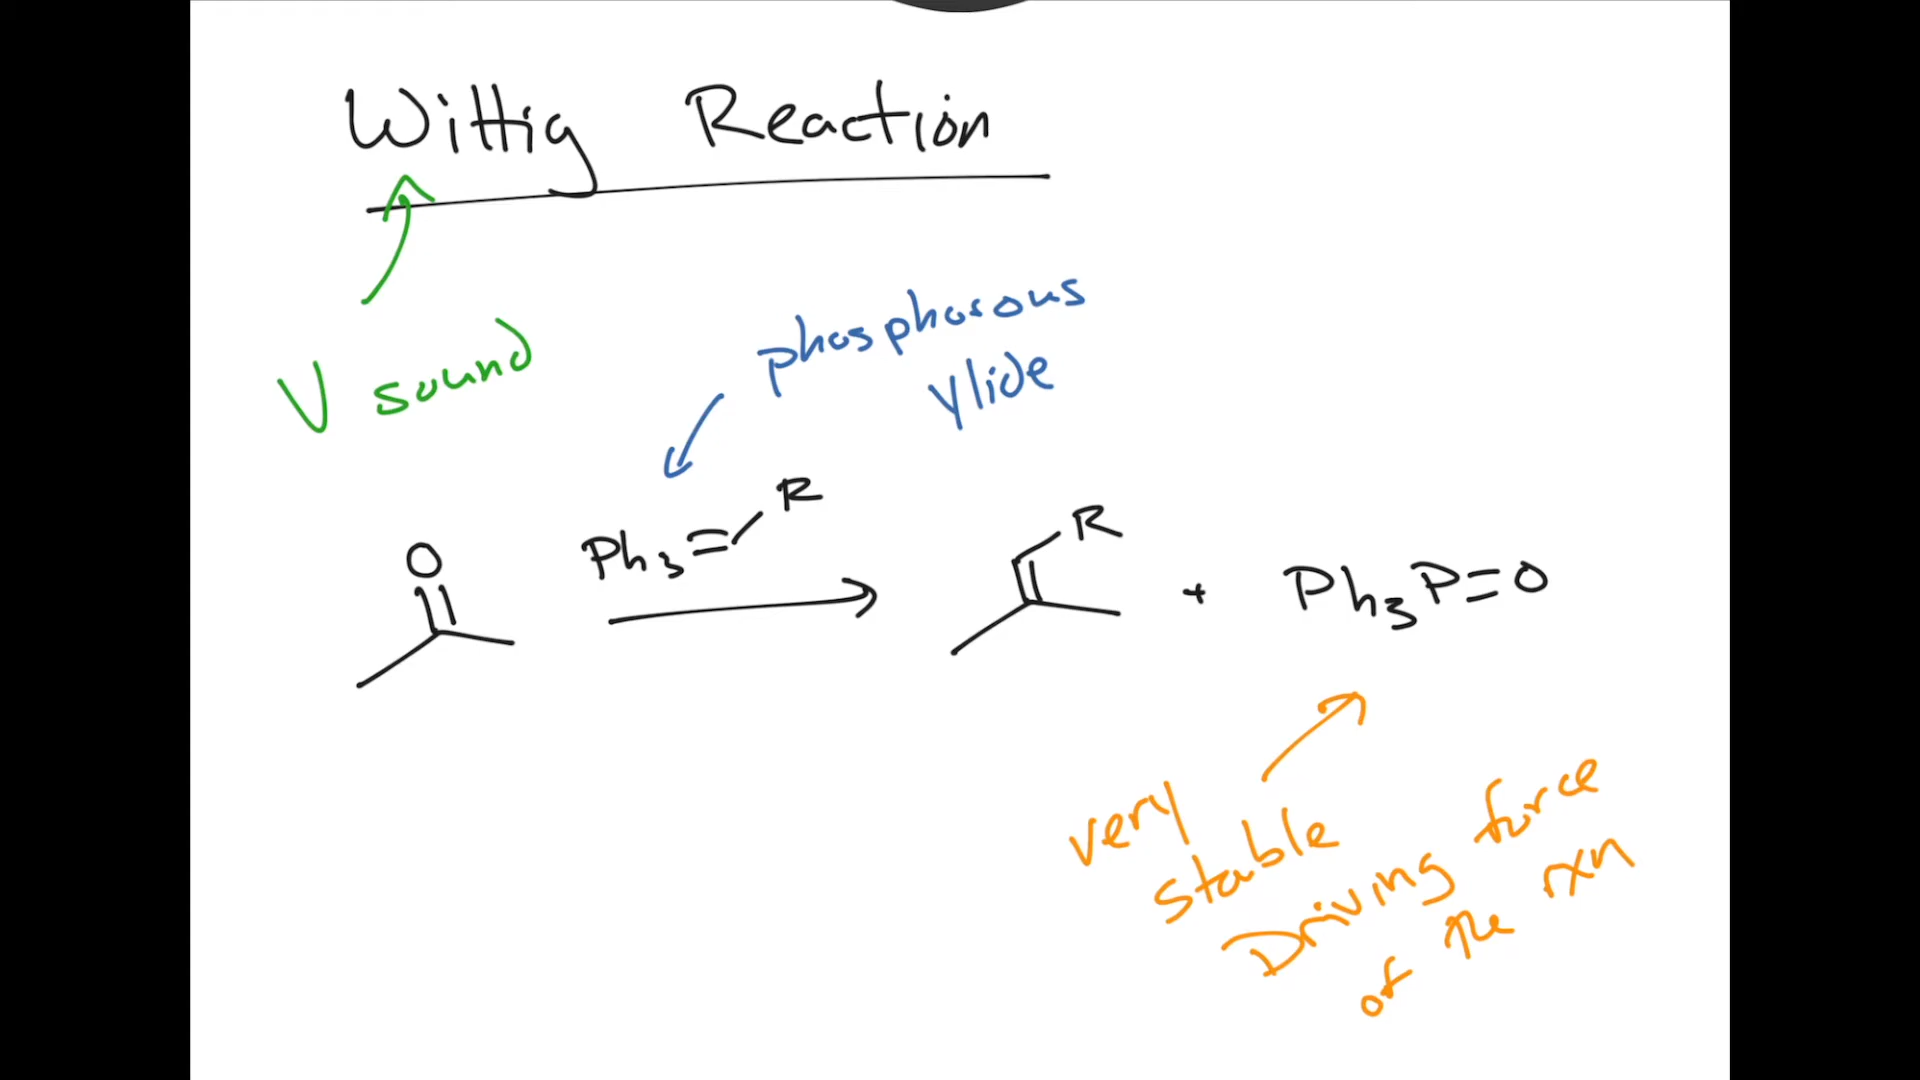 Wittig Reaction
V sound
phosphorous
ylide
O
Ph₃=
R
R
+ Ph₃P=O
very
stable
Driving force
of the rxn